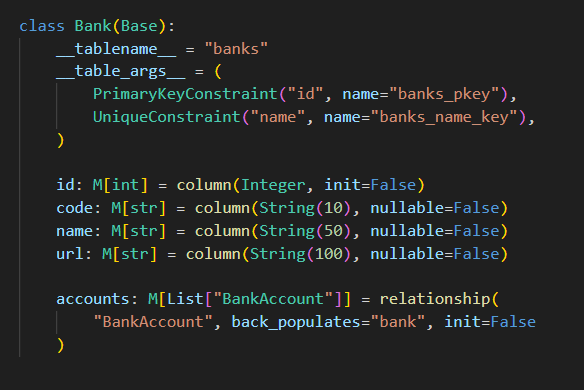 class Bank(Base):
    __tablename__ = "banks"
    __table_args__ = (
        PrimaryKeyConstraint("id", name="banks_pkey"),
        UniqueConstraint("name", name="banks_name_key"),
    )
    id: M[int] = column(Integer, init=False)
    code: M[str] = column(String(10), nullable=False)
    name: M[str] = column(String(50), nullable=False)
    url: M[str] = column(String(100), nullable=False)
    accounts: M[List["BankAccount"]] = relationship(
        "BankAccount", back_populates="bank", init=False
    )